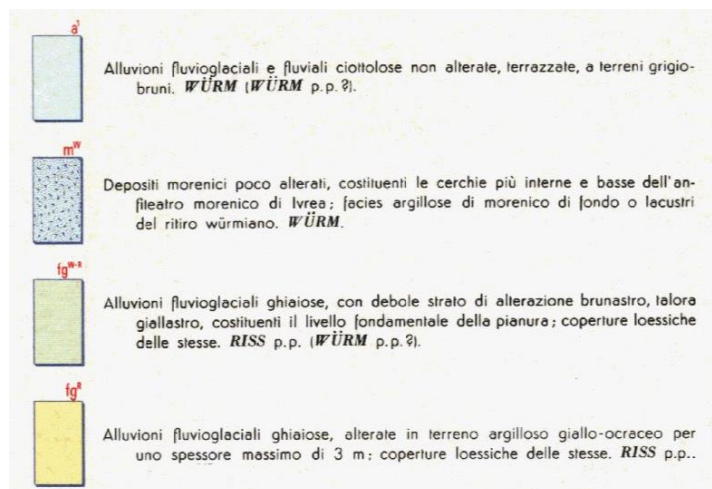 a¹
Alluvioni fluvioglaciali e fluviali ciottolose non alterate, terrazzate, a terreni grigio-
bruni. WÜRM (WÜRM p.p.?).
mᵂ
Depositi morenici poco alterati, costituenti le cerchie più interne e basse dell'an-
fiteatro morenico di Ivrea; facies argillose di morenico di fondo o lacustri
del ritiro würmiano. WÜRM.
fgᵂ⁻ᴿ
Alluvioni fluvioglaciali ghiaiose, con debole strato di alterazione brunastro, talora
giallastro, costituenti il livello fondamentale della pianura; coperture loessiche
delle stesse. RISS p.p. (WÜRM p.p.?).
fgᴿ
Alluvioni fluvioglaciali ghiaiose, alterate in terreno argilloso giallo-ocraceo per
uno spessore massimo di 3 m; coperture loessiche delle stesse. RISS p.p..